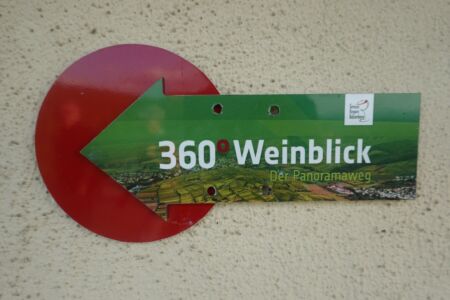 360° Weinblick
Der Panoramaweg